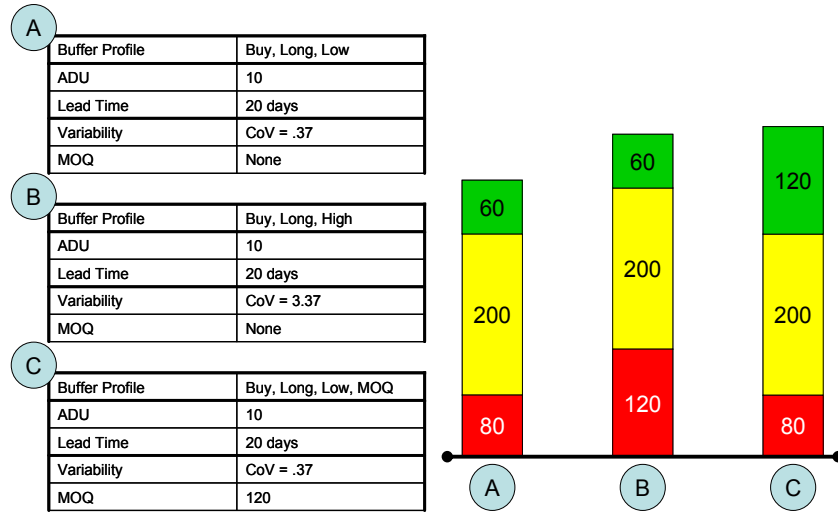 A
Buffer Profile Buy, Long, Low
ADU 10
Lead Time 20 days
Variability CoV = .37
MOQ None
B
Buffer Profile Buy, Long, High
ADU 10
Lead Time 20 days
Variability CoV = 3.37
MOQ None
C
Buffer Profile Buy, Long, Low, MOQ
ADU 10
Lead Time 20 days
Variability CoV = .37
MOQ 120
60
200
80
A
60
200
120
B
120
200
80
C